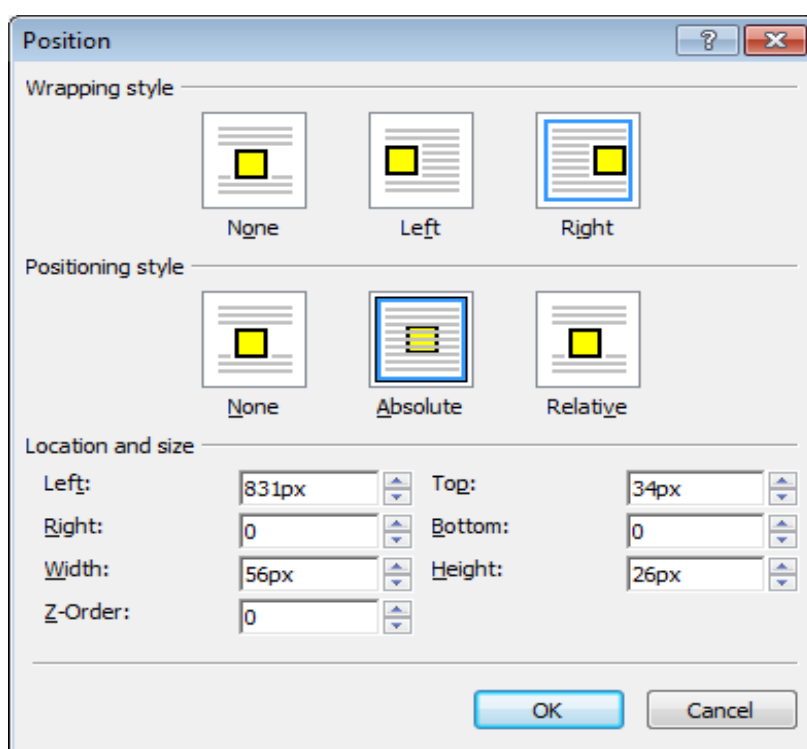 Position
Wrapping style
None Left Right
Positioning style
None Absolute Relative
Location and size
Left: 831px Top: 34px
Right: 0 Bottom: 0
Width: 56px Height: 26px
Z-Order: 0
OK Cancel